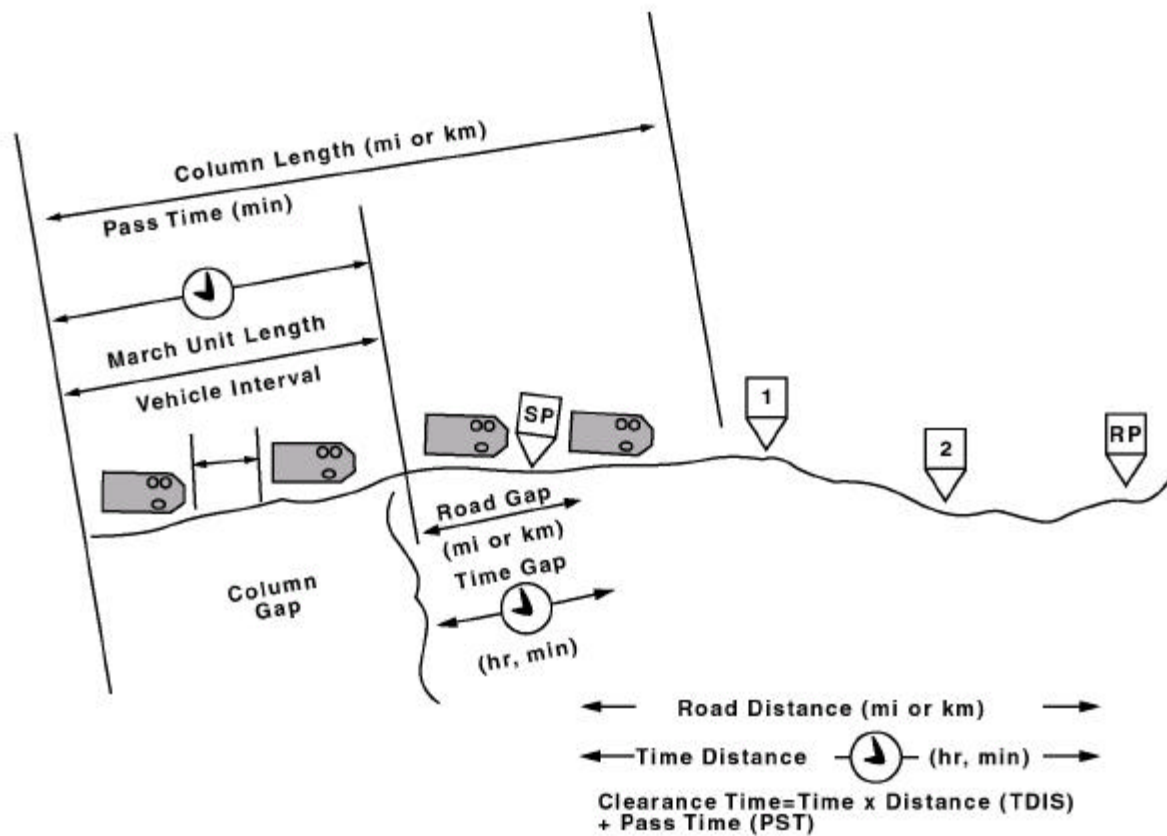 Column Length (mi or km)
Pass Time (min)
March Unit Length
Vehicle Interval
SP
1
2
RP
Road Gap
(mi or km)
Time Gap
(hr, min)
Column
Gap
Road Distance (mi or km)
Time Distance (hr, min)
Clearance Time=Time x Distance (TDIS)
+ Pass Time (PST)